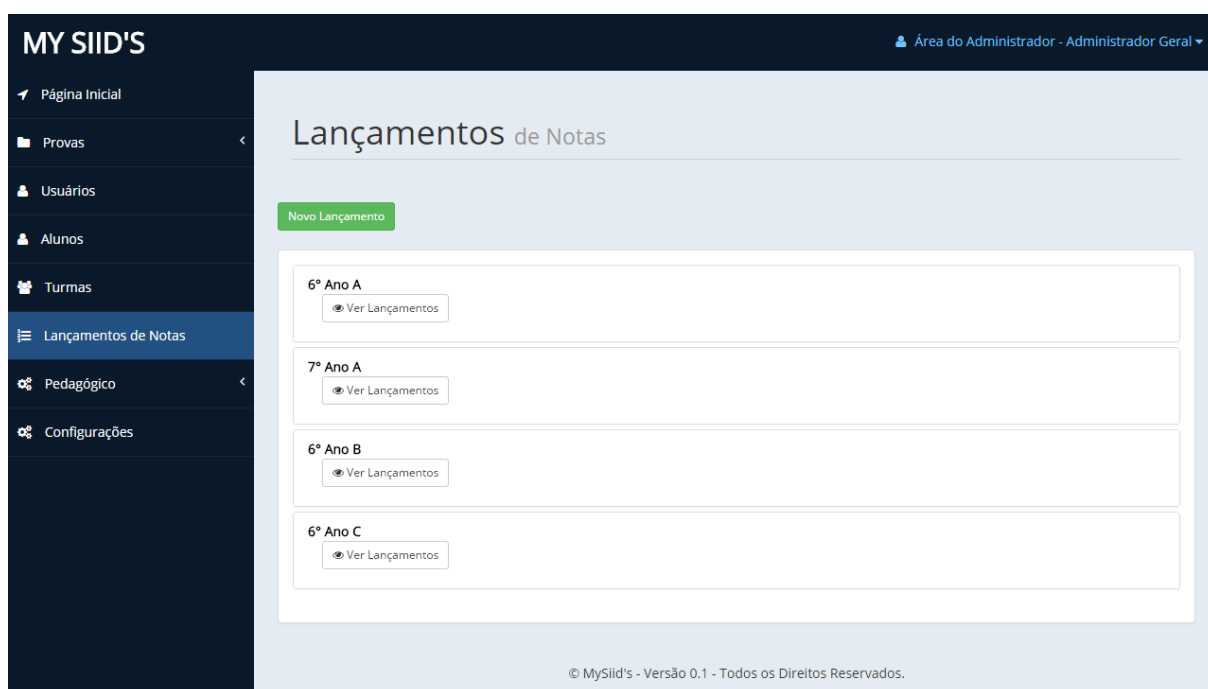 MY SIID'S
Área do Administrador - Administrador Geral
Página Inicial
Provas
Usuários
Alunos
Turmas
Lançamentos de Notas
Pedagógico
Configurações
Lançamentos de Notas
Novo Lançamento
6° Ano A
Ver Lançamentos
7° Ano A
Ver Lançamentos
6° Ano B
Ver Lançamentos
6° Ano C
Ver Lançamentos
© MySiid's - Versão 0.1 - Todos os Direitos Reservados.